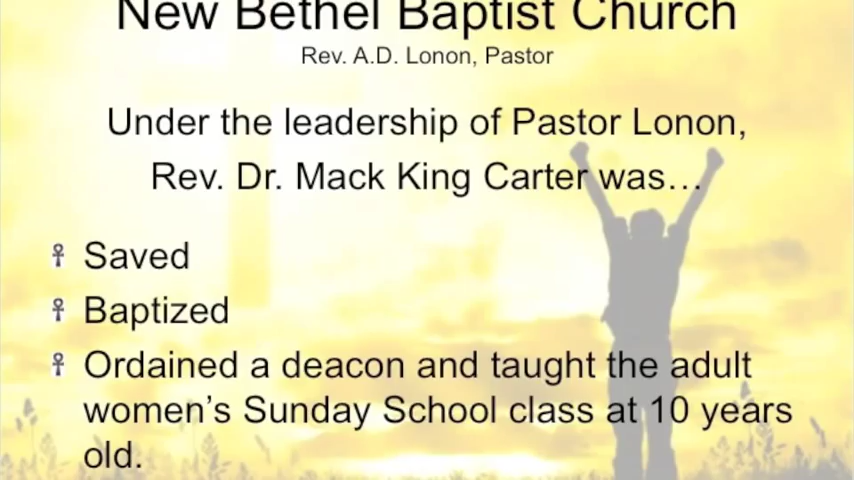 New Bethel Baptist Church
Rev. A.D. Lonon, Pastor
Under the leadership of Pastor Lonon,
Rev. Dr. Mack King Carter was…
Saved
Baptized
Ordained a deacon and taught the adult
women’s Sunday School class at 10 years
old.